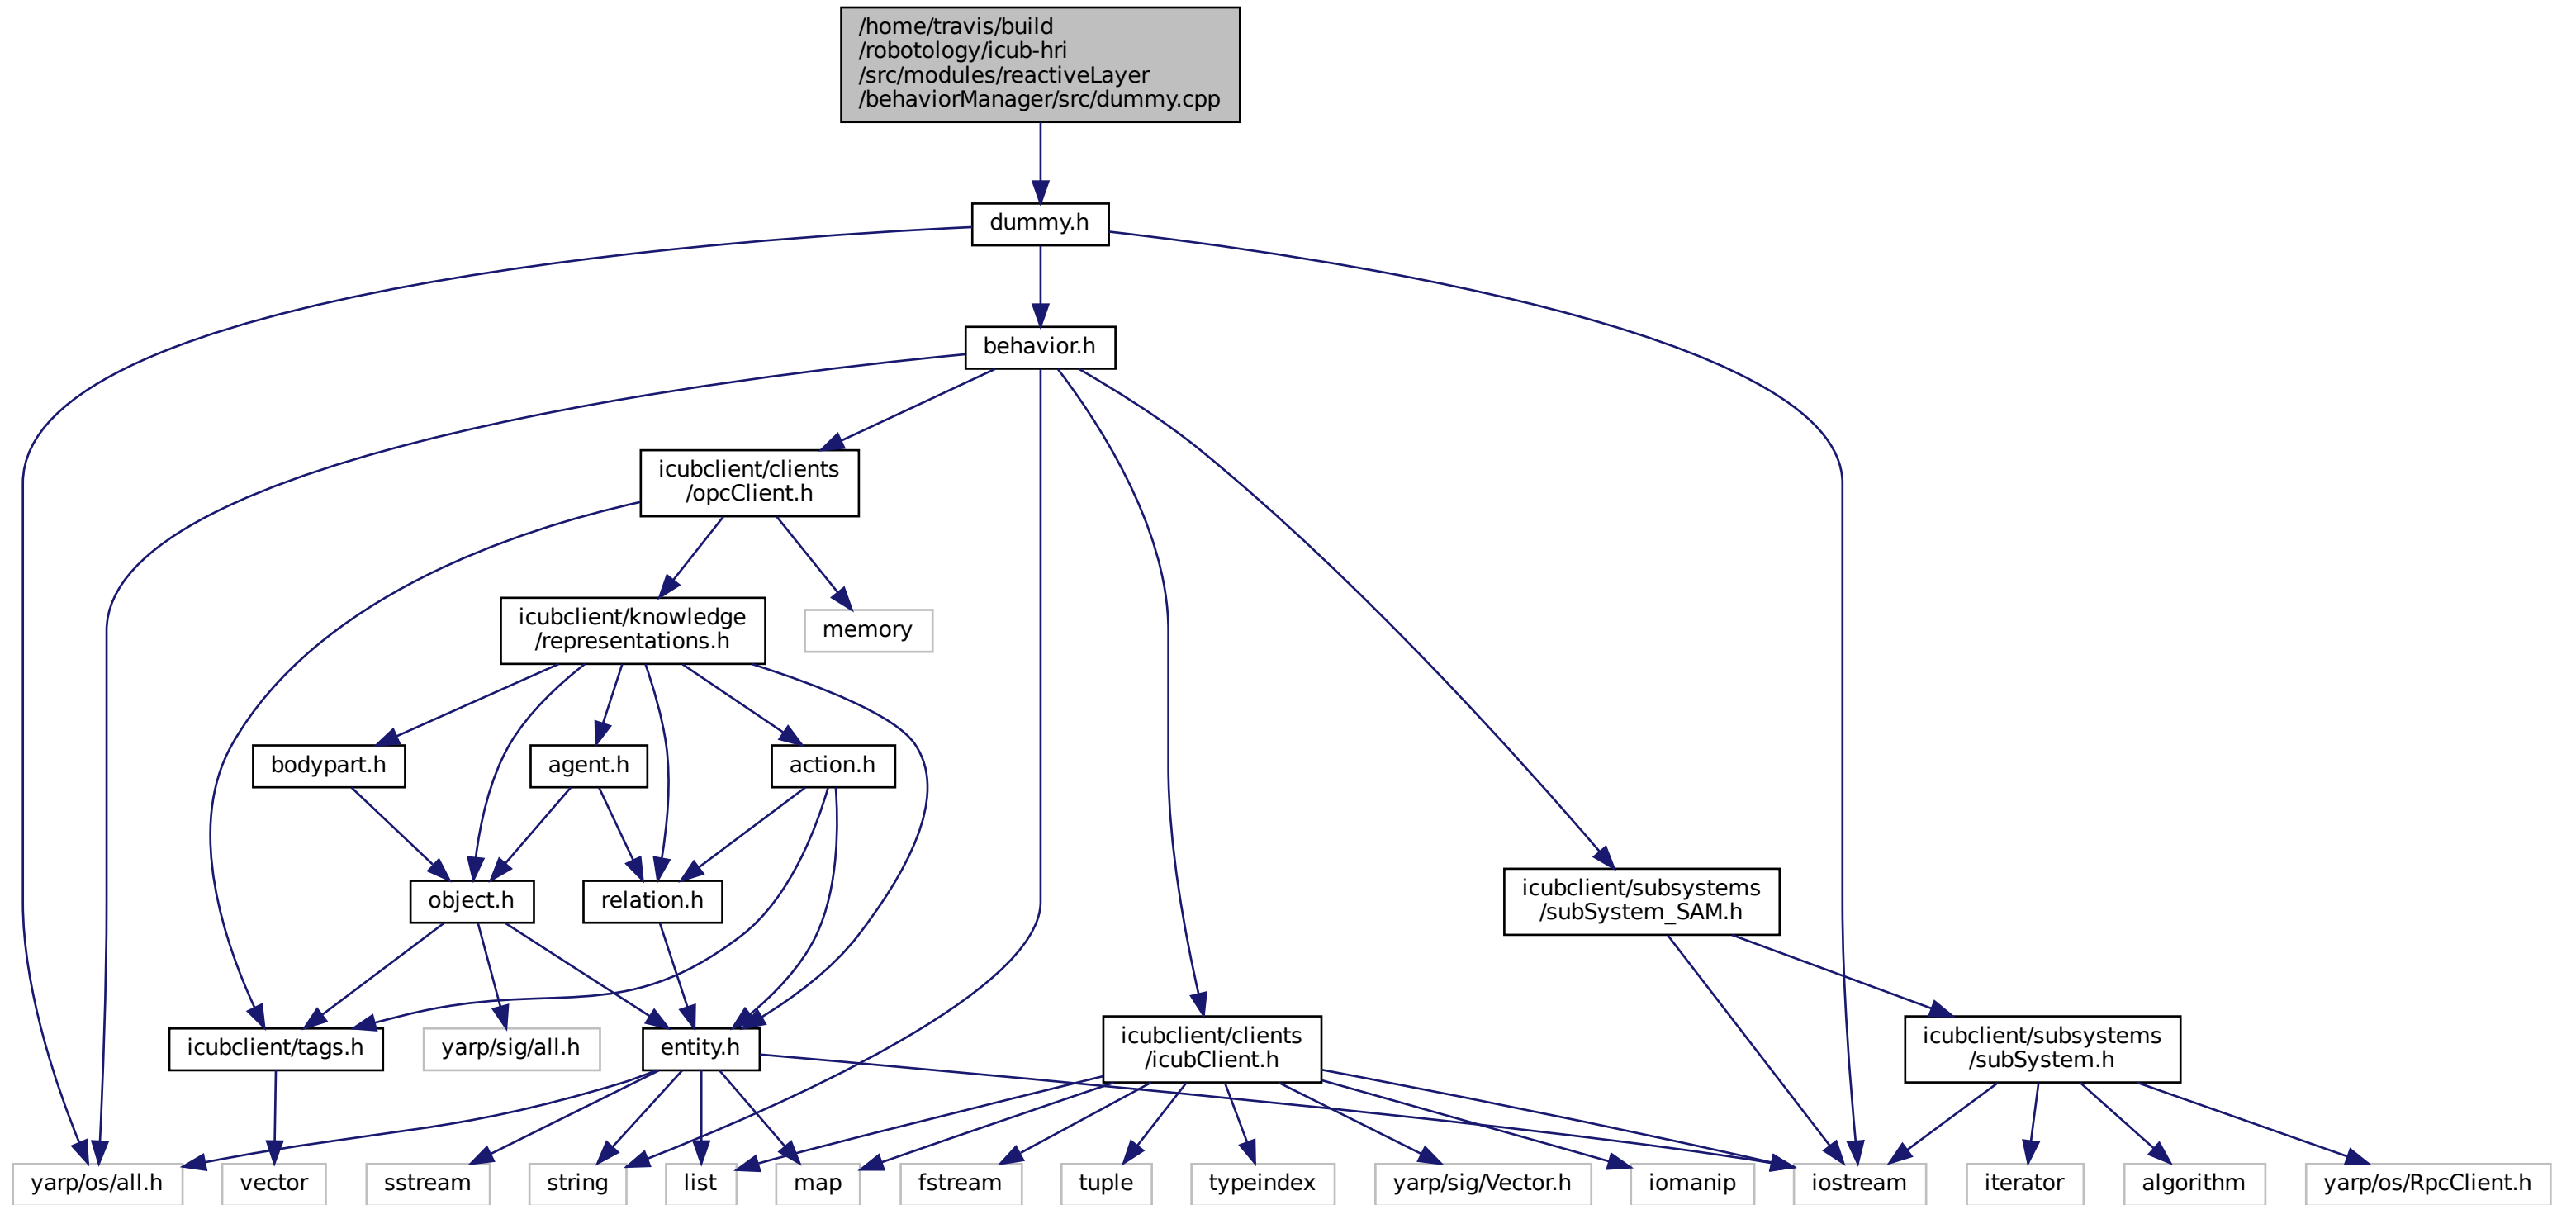 /home/travis/build
/robotology/icub-hri
/src/modules/reactiveLayer
/behaviorManager/src/dummy.cpp
dummy.h
behavior.h
icubclient/clients
/opcClient.h
icubclient/knowledge
/representations.h
memory
bodypart.h
agent.h
action.h
object.h
relation.h
icubclient/subsystems
/subSystem_SAM.h
icubclient/tags.h
yarp/sig/all.h
entity.h
icubclient/clients
/icubClient.h
icubclient/subsystems
/subSystem.h
yarp/os/all.h
vector
sstream
string
list
map
fstream
tuple
typeindex
yarp/sig/Vector.h
iomanip
iostream
iterator
algorithm
yarp/os/RpcClient.h